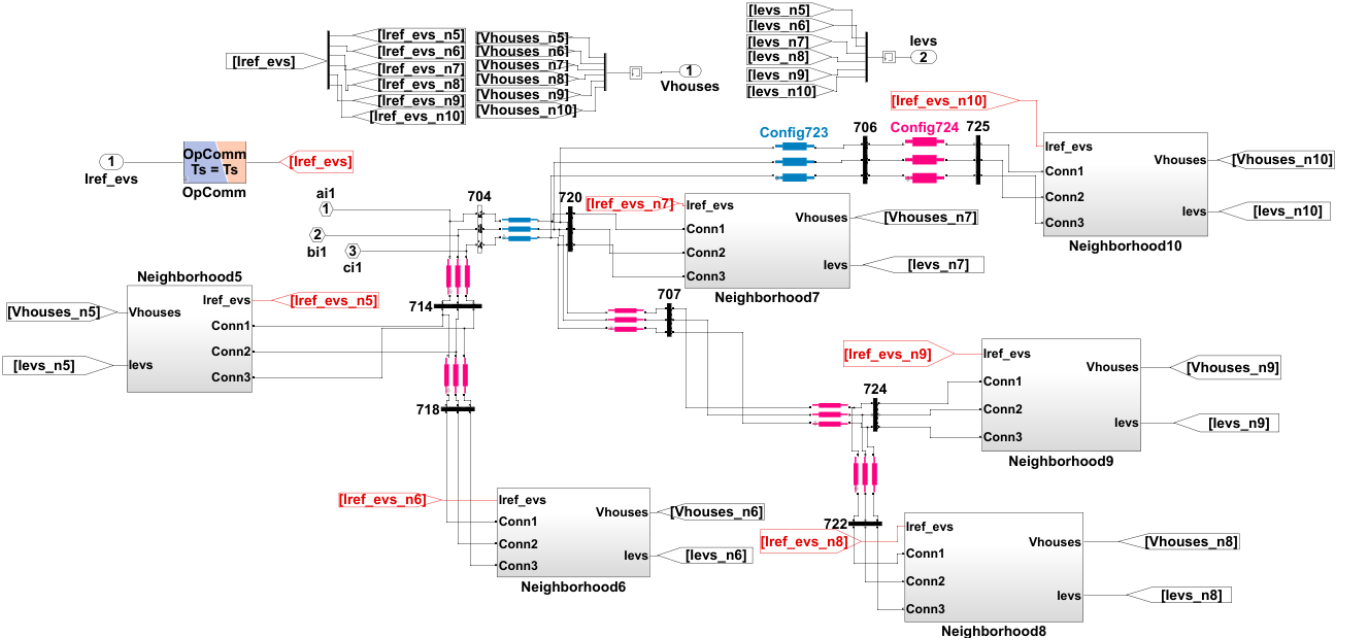 [Iref_evs]
[Iref_evs_n5]
[Iref_evs_n6]
[Iref_evs_n7]
[Iref_evs_n8]
[Iref_evs_n9]
[Iref_evs_n10]
[Vhouses_n5]
[Vhouses_n6]
[Vhouses_n7]
[Vhouses_n8]
[Vhouses_n9]
[Vhouses_n10]
1
Vhouses
[Ievs_n5]
[Ievs_n6]
[Ievs_n7]
[Ievs_n8]
[Ievs_n9]
[Ievs_n10]
Ievs
2
1
Iref_evs
OpComm
Ts = Ts
OpComm
[Iref_evs]
Config723
706
Config724
725
[Iref_evs_n10]
Iref_evs
Conn1
Conn2
Conn3
Vhouses
Ievs
[Vhouses_n10]
[Ievs_n10]
Neighborhood10
ai1
1
2
bi1
3
ci1
704
720
[Iref_evs_n7]
Iref_evs
Conn1
Conn2
Conn3
Vhouses
Ievs
[Vhouses_n7]
[Ievs_n7]
Neighborhood7
Neighborhood5
[Vhouses_n5]
[Ievs_n5]
Vhouses
Ievs
Iref_evs
Conn1
Conn2
Conn3
[Iref_evs_n5]
714
707
718
[Iref_evs_n9]
Iref_evs
Conn1
Conn2
Conn3
Vhouses
Ievs
[Vhouses_n9]
[Ievs_n9]
Neighborhood9
724
[Iref_evs_n6]
Iref_evs
Conn1
Conn2
Conn3
Vhouses
Ievs
[Vhouses_n6]
[Ievs_n6]
Neighborhood6
722
[Iref_evs_n8]
Iref_evs
Conn1
Conn2
Conn3
Vhouses
Ievs
[Vhouses_n8]
[Ievs_n8]
Neighborhood8